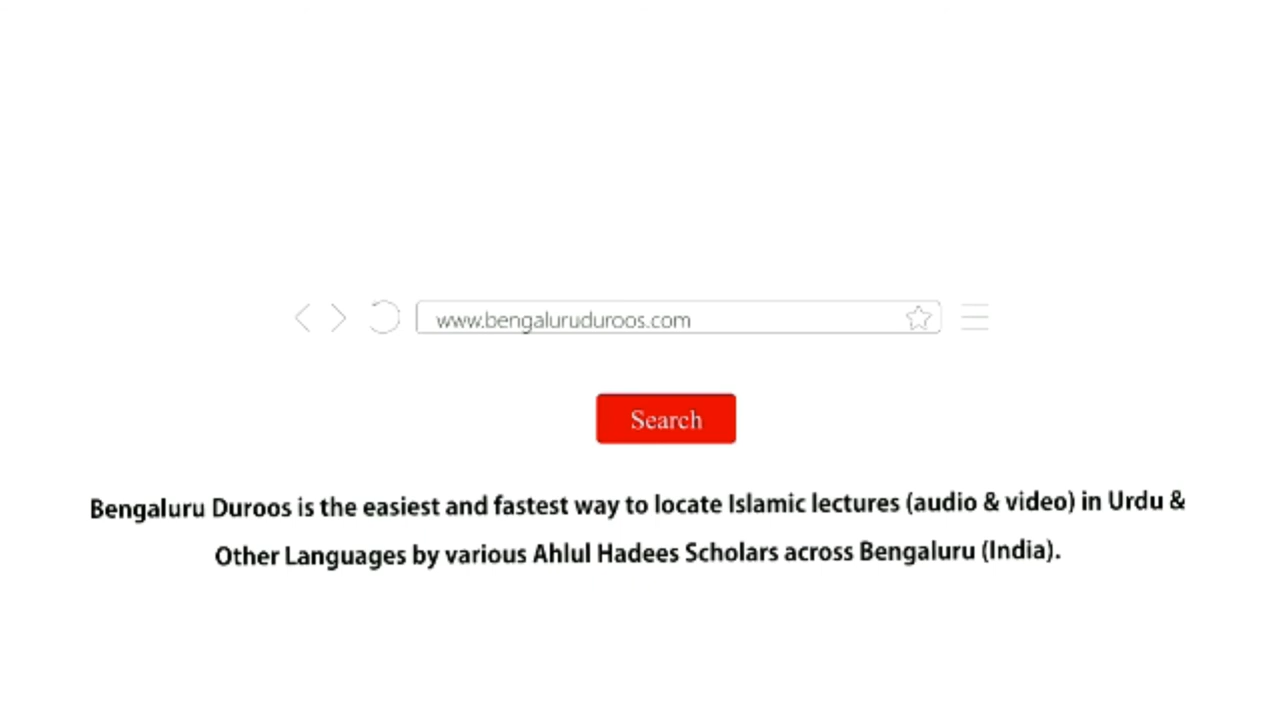 www.bengaluruduroos.com
Search
Bengaluru Duroos is the easiest and fastest way to locate Islamic lectures (audio & video) in Urdu &
Other Languages by various Ahlul Hadees Scholars across Bengaluru (India).